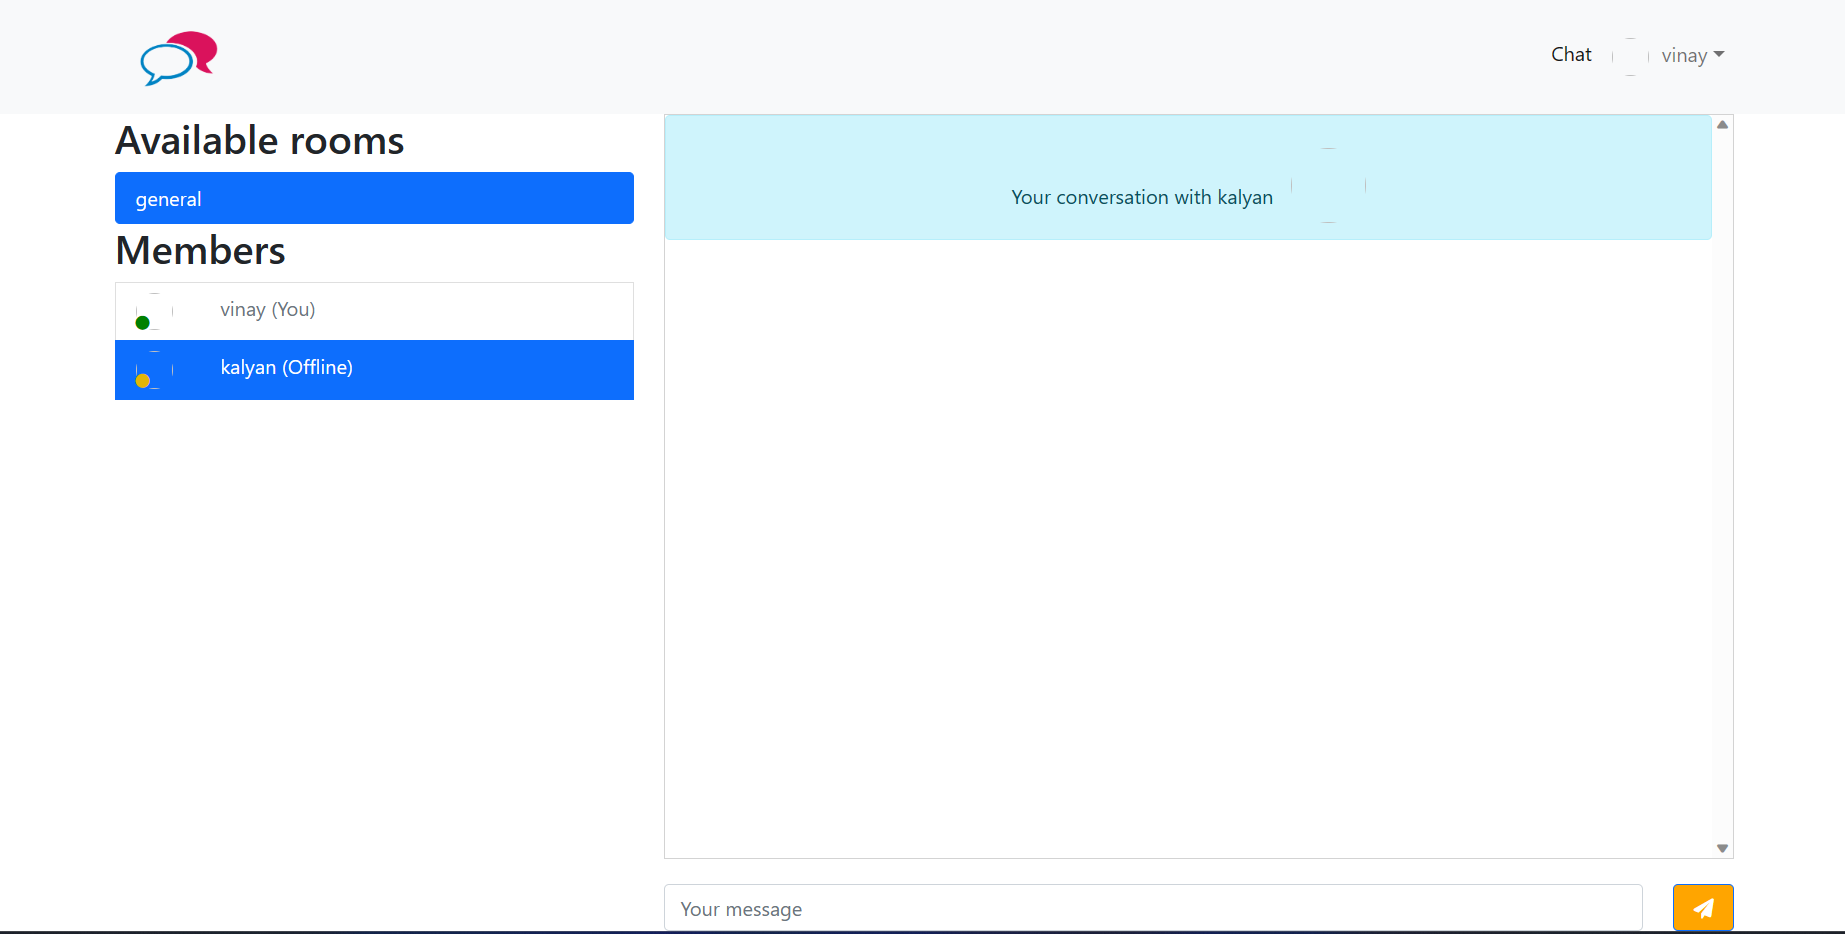 Chat
vinay
Available rooms
general
Members
vinay (You)
kalyan (Offline)
Your conversation with kalyan
Your message